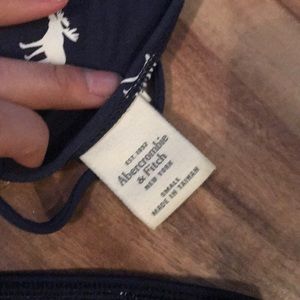 EST. 1892
Abercrombie
& Fitch
NEW YORK
SMALL
MADE IN TAIWAN